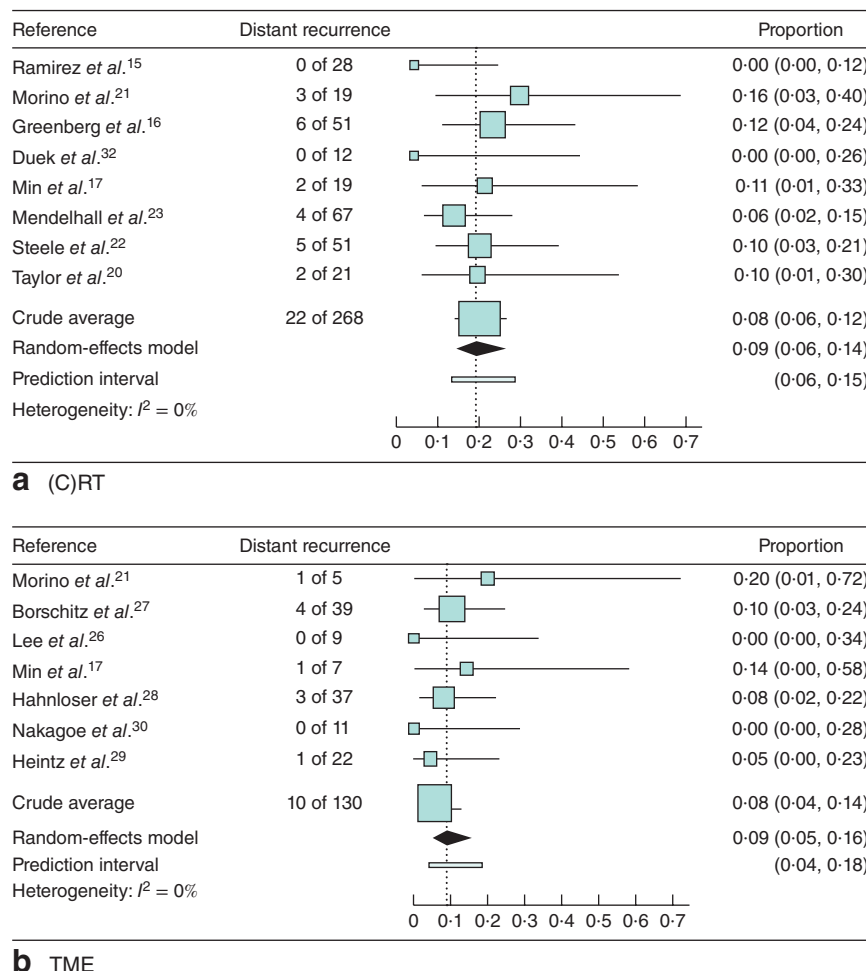 Reference Distant recurrence Proportion
Ramirez et al.15 0 of 28 0·00 (0·00, 0·12)
Morino et al.21 3 of 19 0·16 (0·03, 0·40)
Greenberg et al.16 6 of 51 0·12 (0·04, 0·24)
Duek et al.32 0 of 12 0·00 (0·00, 0·26)
Min et al.17 2 of 19 0·11 (0·01, 0·33)
Mendelhall et al.23 4 of 67 0·06 (0·02, 0·15)
Steele et al.22 5 of 51 0·10 (0·03, 0·21)
Taylor et al.20 2 of 21 0·10 (0·01, 0·30)
Crude average 22 of 268 0·08 (0·06, 0·12)
Random-effects model 0·09 (0·06, 0·14)
Prediction interval (0·06, 0·15)
Heterogeneity: I² = 0%
0 0·1 0·2 0·3 0·4 0·5 0·6 0·7
a (C)RT
Reference Distant recurrence Proportion
Morino et al.21 1 of 5 0·20 (0·01, 0·72)
Borschitz et al.27 4 of 39 0·10 (0·03, 0·24)
Lee et al.26 0 of 9 0·00 (0·00, 0·34)
Min et al.17 1 of 7 0·14 (0·00, 0·58)
Hahnloser et al.28 3 of 37 0·08 (0·02, 0·22)
Nakagoe et al.30 0 of 11 0·00 (0·00, 0·28)
Heintz et al.29 1 of 22 0·05 (0·00, 0·23)
Crude average 10 of 130 0·08 (0·04, 0·14)
Random-effects model 0·09 (0·05, 0·16)
Prediction interval (0·04, 0·18)
Heterogeneity: I² = 0%
0 0·1 0·2 0·3 0·4 0·5 0·6 0·7
b TME